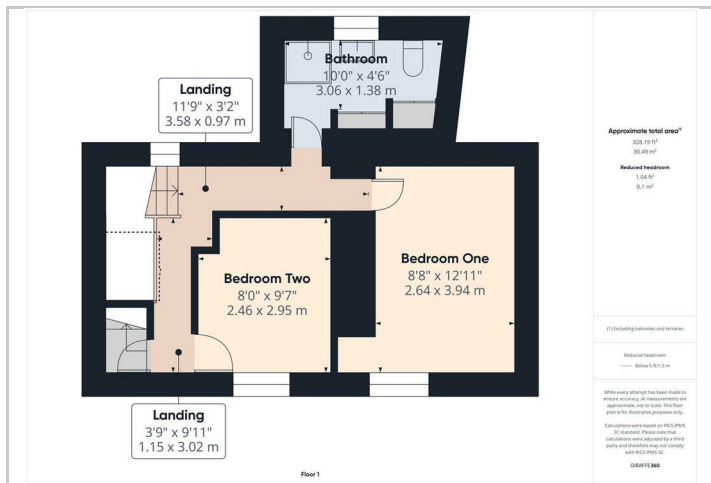 Landing
11'9" x 3'2"
3.58 x 0.97 m
Bathroom
10'0" x 4'6"
3.06 x 1.38 m
Bedroom One
8'8" x 12'11"
2.64 x 3.94 m
Bedroom Two
8'0" x 9'7"
2.46 x 2.95 m
Landing
3'9" x 9'11"
1.15 x 3.02 m
Floor 1
Approximate total area⁽¹⁾
328.19 ft²
30.49 m²
Reduced headroom
1.04 ft²
0.1 m²
(1) Excluding balconies and terraces
Reduced headroom
Below 5 ft/1.5 m
While every attempt has been made to
ensure accuracy, all measurements are
approximate, not to scale. This floor
plan is for illustrative purposes only.
Calculations were based on RICS IPMS
3C standard. Please note that
calculations were adjusted by a third
party and therefore may not comply
with RICS IPMS 3C.
GIRAFFE360